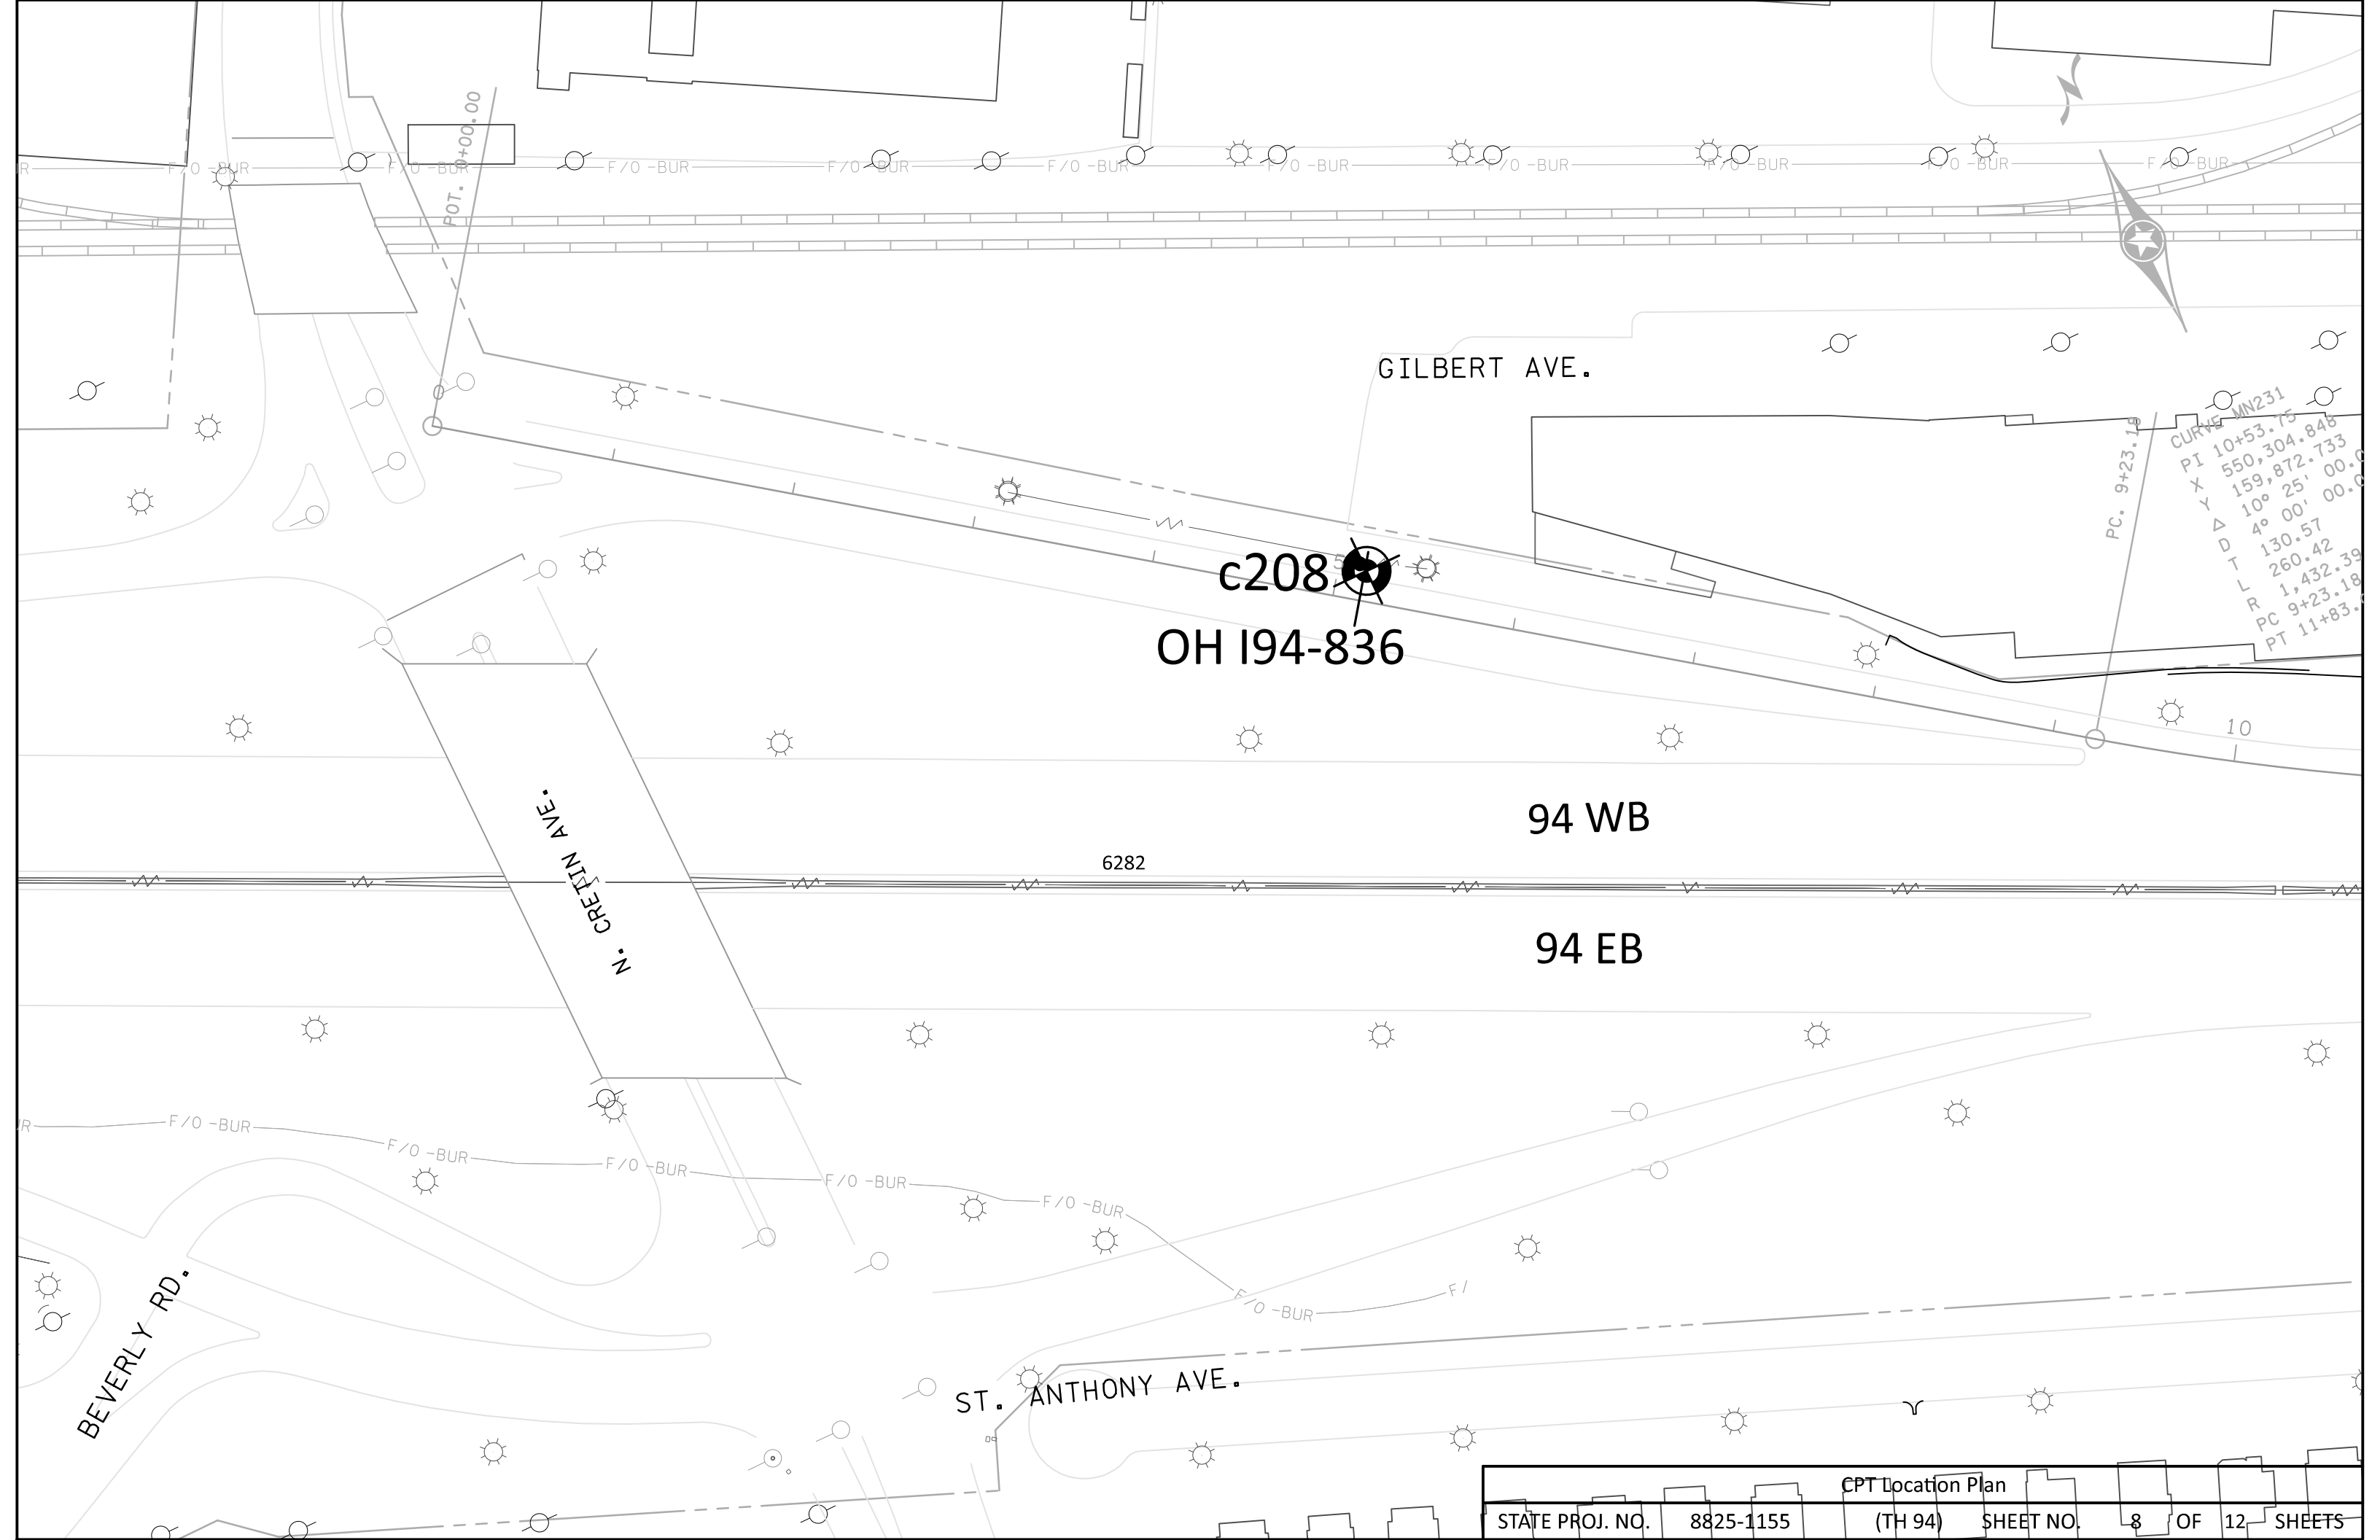 POT. 0+00.00
F/O -BUR F/O -BUR F/O -BUR F/O -BUR F/O -BUR F/O -BUR F/O -BUR F/O -BUR F/O -BUR F/O -BUR
0
GILBERT AVE.
PC. 9+23.18
CURVE MN231
PI 10+53.75
X 550,304.848
Y 159,872.733
Δ 10° 25' 00.0
D 4° 00' 00.0
T 130.57
L 260.42
R 1,432.39
PC 9+23.18
PT 11+83.
c208
5
OH I94-836
10
N. CRETIN AVE.
94 WB
6282
94 EB
F/O -BUR F/O -BUR F/O -BUR F/O -BUR F/O -BUR F/O -BUR F/
BEVERLY RD.
ST. ANTHONY AVE.
CPT Location Plan
STATE PROJ. NO. 8825-1155 (TH 94) SHEET NO. 8 OF 12 SHEETS